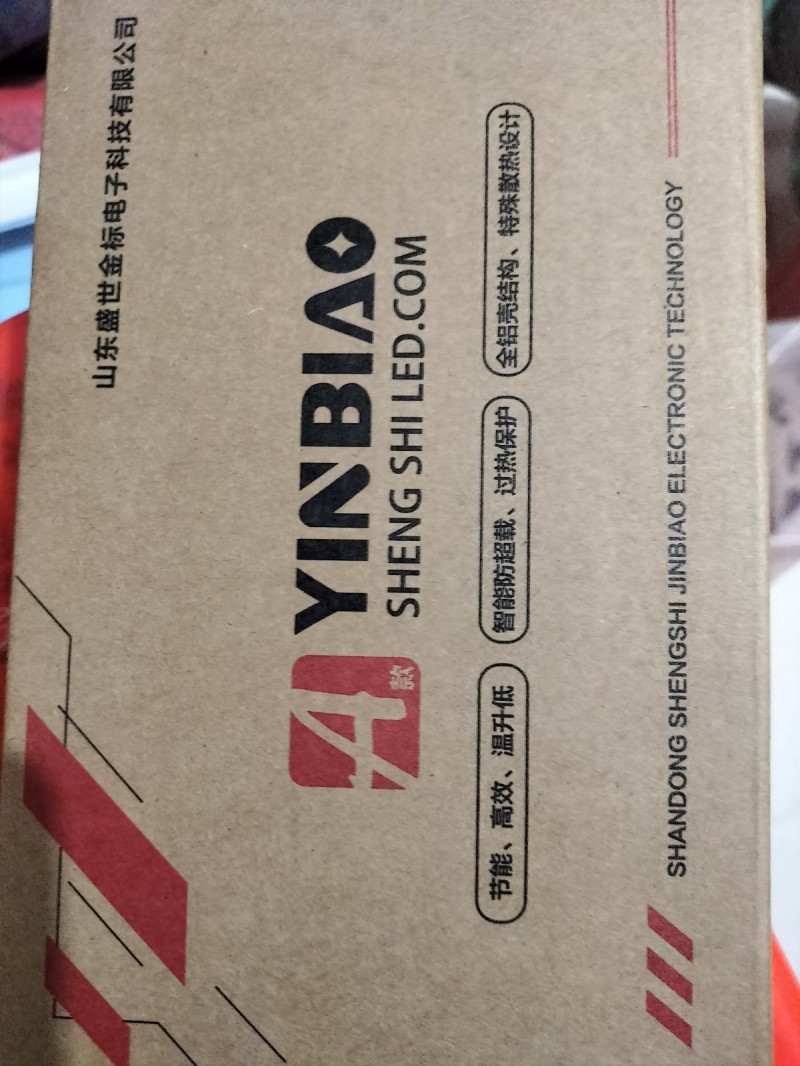 山东盛世金标电子科技有限公司
A款
YINBIAO
SHENG SHI LED.COM
节能、高效、温升低
智能防超载、过热保护
全铝壳结构、特殊散热设计
SHANDONG SHENGSHI JINBIAO ELECTRONIC TECHNOLOGY